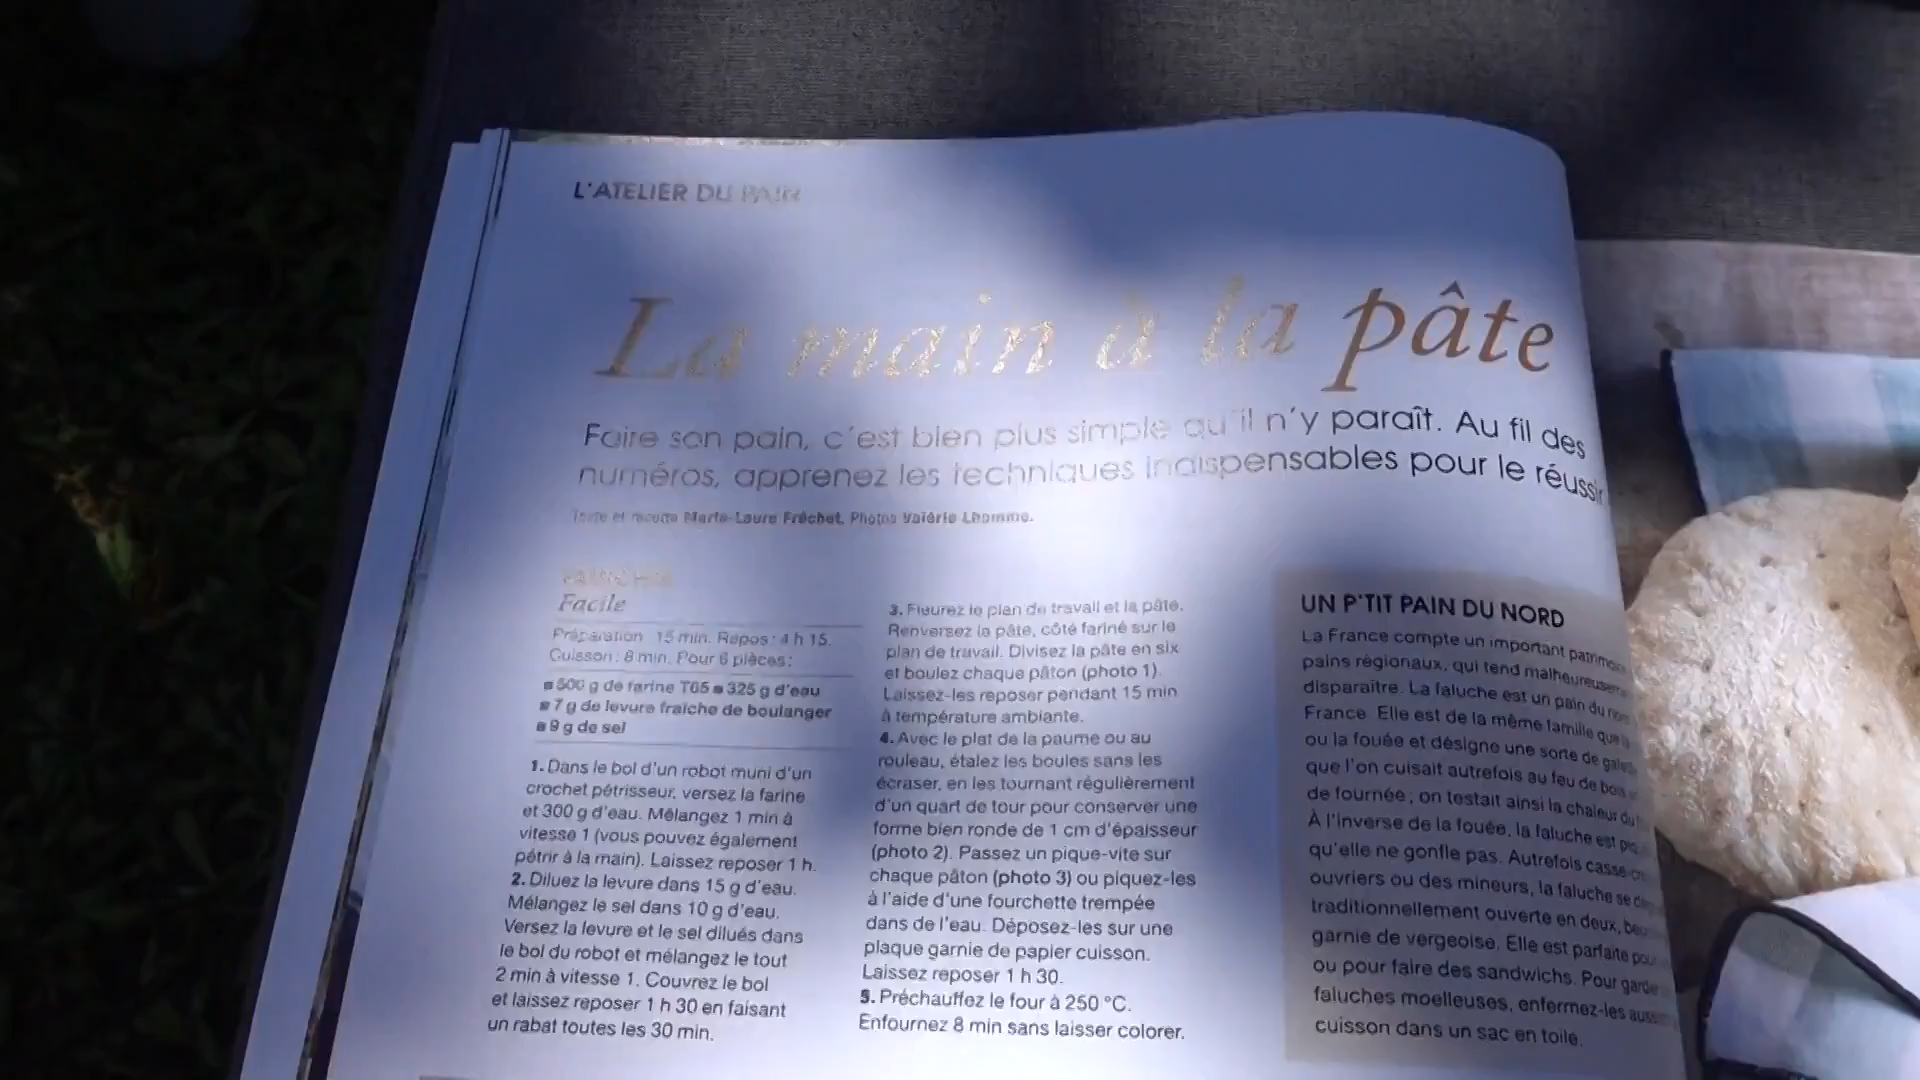 L'ATELIER DU PAIN
La main à la pâte
Faire son pain, c'est bien plus simple qu'il n'y paraît. Au fil des
numéros, apprenez les techniques indispensables pour le réussir
Texte et recette Marie-Laure Fréchet. Photos Valérie Lhomme.
Facile
Préparation : 15 min. Repos : 4 h 15.
Cuisson : 8 min. Pour 6 pièces :
■ 500 g de farine T65 ■ 325 g d'eau
■ 7 g de levure fraîche de boulanger
■ 9 g de sel
1. Dans le bol d'un robot muni d'un
crochet pétrisseur, versez la farine
et 300 g d'eau. Mélangez 1 min à
vitesse 1 (vous pouvez également
pétrir à la main). Laissez reposer 1 h.
2. Diluez la levure dans 15 g d'eau.
Mélangez le sel dans 10 g d'eau.
Versez la levure et le sel dilués dans
le bol du robot et mélangez le tout
2 min à vitesse 1. Couvrez le bol
et laissez reposer 1 h 30 en faisant
un rabat toutes les 30 min.
3. Fleurez le plan de travail et la pâte.
Renversez la pâte, côté fariné sur le
plan de travail. Divisez la pâte en six
et boulez chaque pâton (photo 1).
Laissez-les reposer pendant 15 min
à température ambiante.
4. Avec le plat de la paume ou au
rouleau, étalez les boules sans les
écraser, en les tournant régulièrement
d'un quart de tour pour conserver une
forme bien ronde de 1 cm d'épaisseur
(photo 2). Passez un pique-vite sur
chaque pâton (photo 3) ou piquez-les
à l'aide d'une fourchette trempée
dans de l'eau. Déposez-les sur une
plaque garnie de papier cuisson.
Laissez reposer 1 h 30.
5. Préchauffez le four à 250 °C.
Enfournez 8 min sans laisser colorer.
UN P'TIT PAIN DU NORD
La France compte un important
pains régionaux, qui tend
disparaître. La faluche est un pain du
France. Elle est de la même famille que
ou la fouée et désigne une sorte de
que l'on cuisait autrefois au feu de bois
de fournée ; on testait ainsi la chaleur du
À l'inverse de la fouée, la faluche est
qu'elle ne gonfle pas. Autrefois
ouvriers ou des mineurs, la faluche se
traditionnellement ouverte en deux,
garnie de vergeoise. Elle est parfaite
ou pour faire des sandwichs. Pour
faluches moelleuses, enfermez-les
cuisson dans un sac en toile.